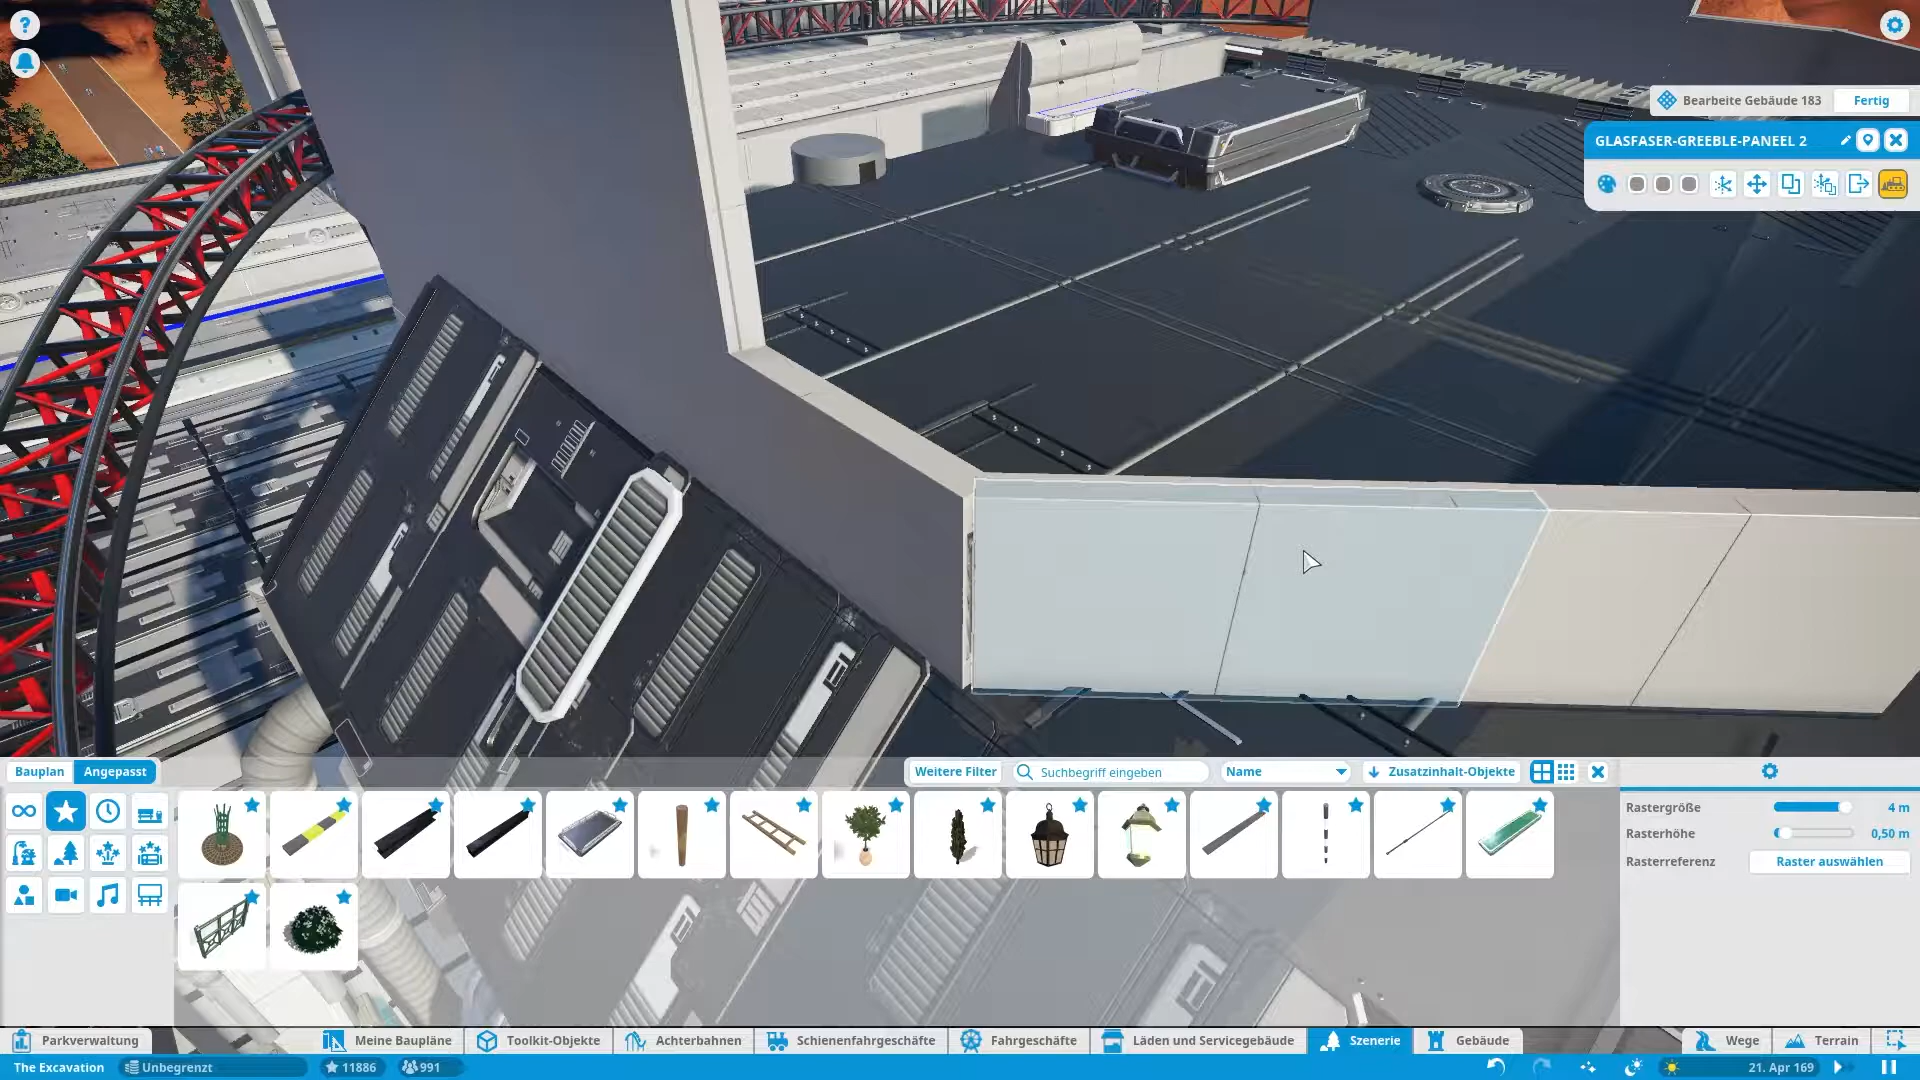 ?
Bearbeite Gebäude 183
Fertig
GLASFASER-GREEBLE-PANEEL 2
Bauplan
Angepasst
Weitere Filter
Suchbegriff eingeben
Name
Zusatzinhalt-Objekte
Rastergröße
4 m
Rasterhöhe
0,50 m
Rasterreferenz
Raster auswählen
Parkverwaltung
Meine Baupläne
Toolkit-Objekte
Achterbahnen
Schienenfahrgeschäfte
Fahrgeschäfte
Läden und Servicegebäude
Szenerie
Gebäude
Wege
Terrain
The Excavation
Unbegrenzt
11886
991
21. Apr 169